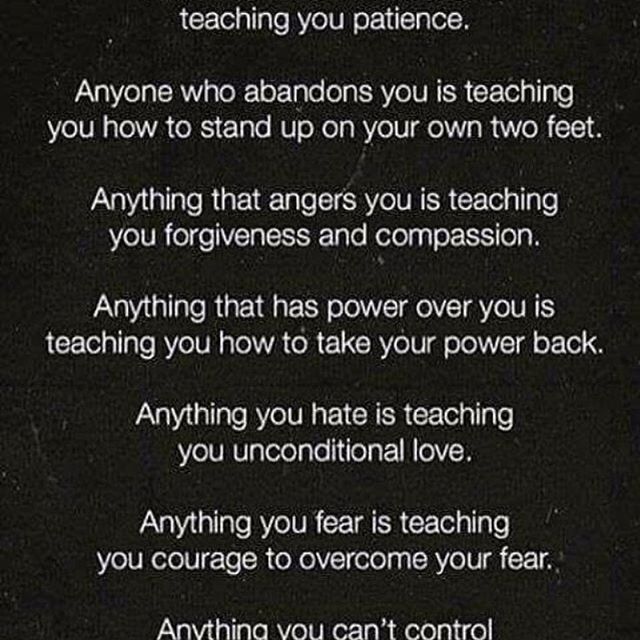 teaching you patience.
Anyone who abandons you is teaching
you how to stand up on your own two feet.
Anything that angers you is teaching
you forgiveness and compassion.
Anything that has power over you is
teaching you how to take your power back.
Anything you hate is teaching
you unconditional love.
Anything you fear is teaching
you courage to overcome your fear.
Anything you can't control